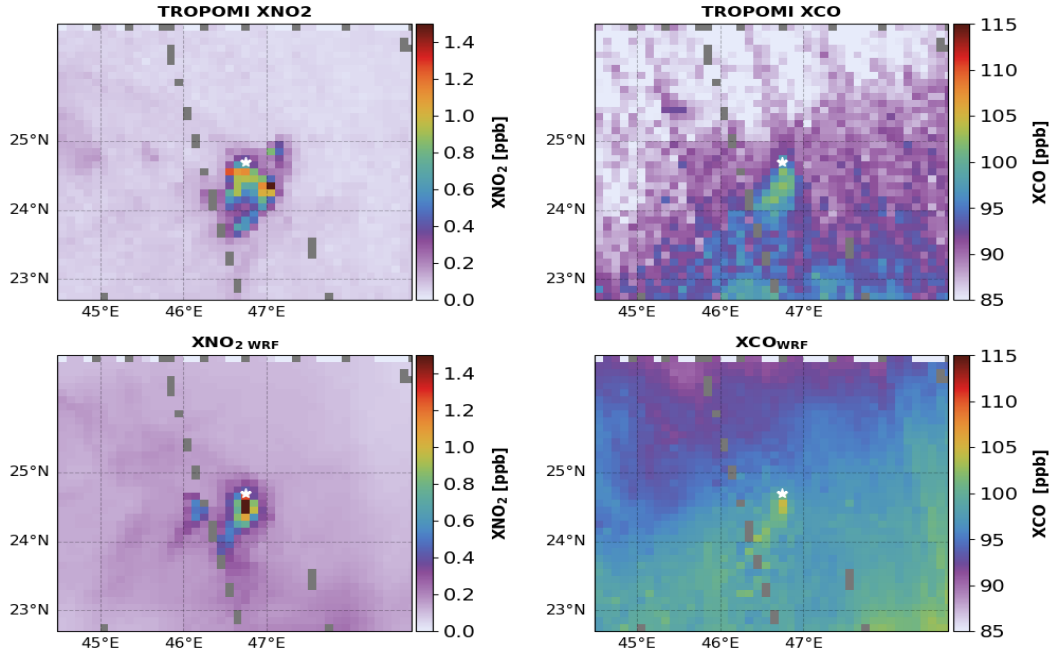 TROPOMI XNO2
1.4
1.2
1.0
0.8
0.6
0.4
0.2
0.0
XNO₂ [ppb]
25°N
24°N
23°N
45°E 46°E 47°E
TROPOMI XCO
115
110
105
100
95
90
85
XCO [ppb]
45°E 46°E 47°E
XNO₂ WRF
1.4
1.2
1.0
0.8
0.6
0.4
0.2
0.0
XNO₂ [ppb]
25°N
24°N
23°N
45°E 46°E 47°E
XCO WRF
115
110
105
100
95
90
85
XCO [ppb]
25°N
24°N
23°N
45°E 46°E 47°E